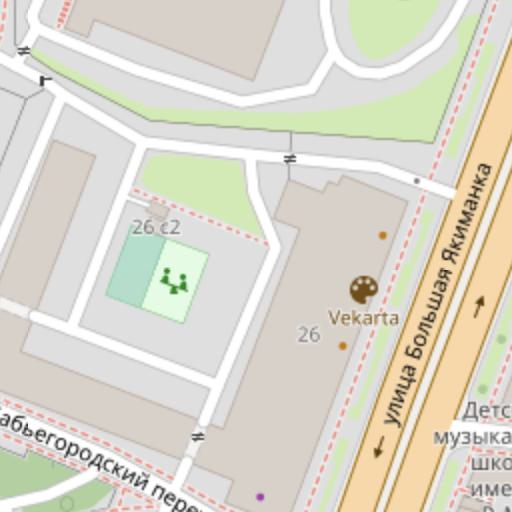 26 с2
Vekarta
26
улица Большая Якиманка
абьегородский пере
Детс
музыка
шко
име